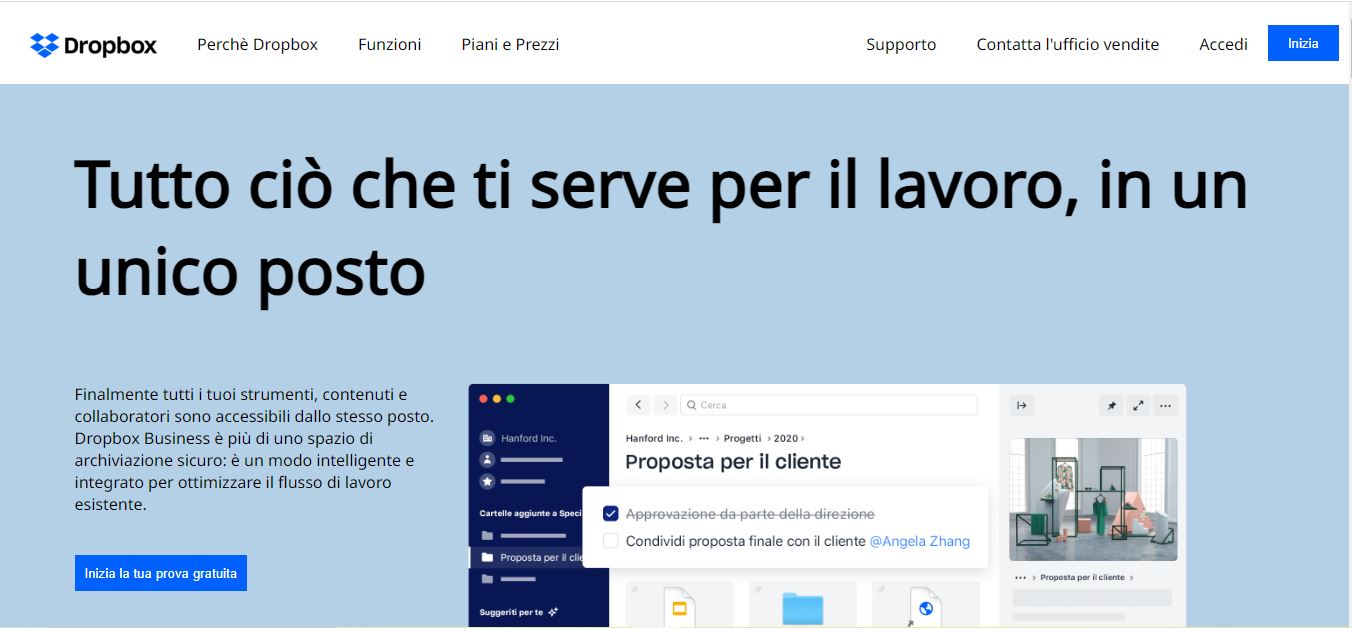 Dropbox Perchè Dropbox Funzioni Piani e Prezzi Supporto Contatta l'ufficio vendite Accedi Inizia
Tutto ciò che ti serve per il lavoro, in un
unico posto
Finalmente tutti i tuoi strumenti, contenuti e
collaboratori sono accessibili dallo stesso posto.
Dropbox Business è più di uno spazio di
archiviazione sicuro: è un modo intelligente e
integrato per ottimizzare il flusso di lavoro
esistente.
Inizia la tua prova gratuita
Hanford Inc.
Cartelle aggiunte a Speci
Proposta per il clie
Suggeriti per te
Cerca
Hanford Inc. > ··· > Progetti > 2020 >
Proposta per il cliente
Approvazione da parte della direzione
Condividi proposta finale con il cliente @Angela Zhang
··· > Proposta per il cliente >